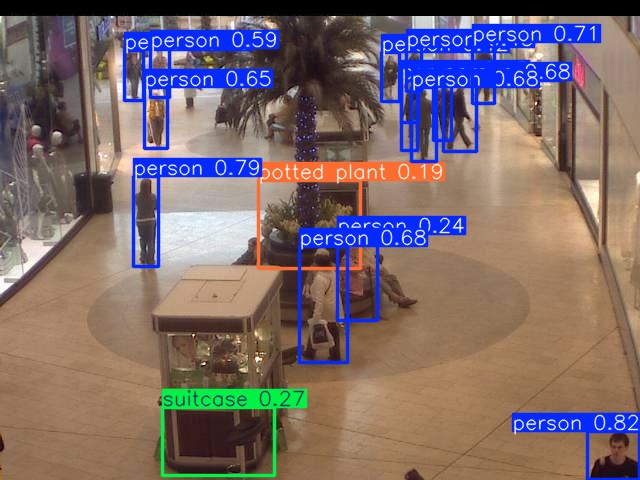 person 0.59
person 0.71
person 0.65
person 0.68
person 0.79
potted plant 0.19
person 0.24
person 0.68
suitcase 0.27
person 0.82